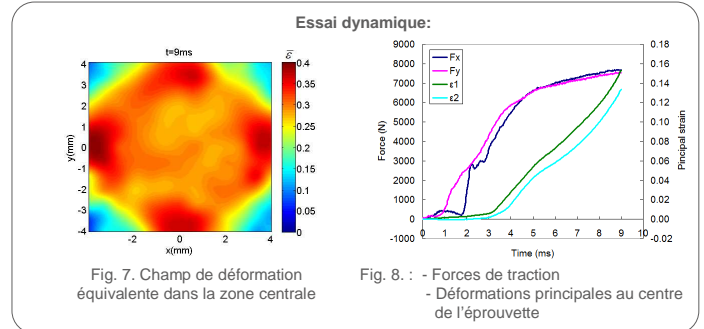 Essai dynamique:
t=9ms
ε̅
4
3
2
1
0
-1
-2
-3
-4
y(mm)
-2
0
2
4
x(mm)
0.4
0.35
0.3
0.25
0.2
0.15
0.1
0.05
0
Fig. 7. Champ de déformation
équivalente dans la zone centrale
9000
8000
7000
6000
5000
4000
3000
2000
1000
0
-1000
Force (N)
Fx
Fy
ε1
ε2
0.18
0.16
0.14
0.12
0.10
0.08
0.06
0.04
0.02
0.00
-0.02
Pincipal strain
0 1 2 3 4 5 6 7 8 9 10
Time (ms)
Fig. 8. : - Forces de traction
- Déformations principales au centre
de l'éprouvette